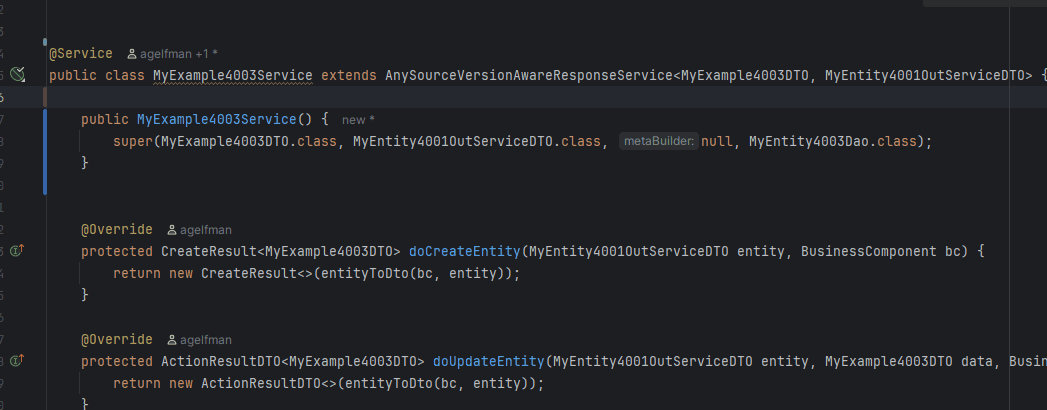 @Service agelfman +1 *
public class MyExample4003Service extends AnySourceVersionAwareResponseService<MyExample4003DTO, MyEntity4001OutServiceDTO> {
public MyExample4003Service() { new *
super(MyExample4003DTO.class, MyEntity4001OutServiceDTO.class, metaBuilder: null, MyEntity4003Dao.class);
}
@Override agelfman
protected CreateResult<MyExample4003DTO> doCreateEntity(MyEntity4001OutServiceDTO entity, BusinessComponent bc) {
return new CreateResult<>(entityToDto(bc, entity));
}
@Override agelfman
protected ActionResultDTO<MyExample4003DTO> doUpdateEntity(MyEntity4001OutServiceDTO entity, MyExample4003DTO data, Busin
return new ActionResultDTO<>(entityToDto(bc, entity));
}